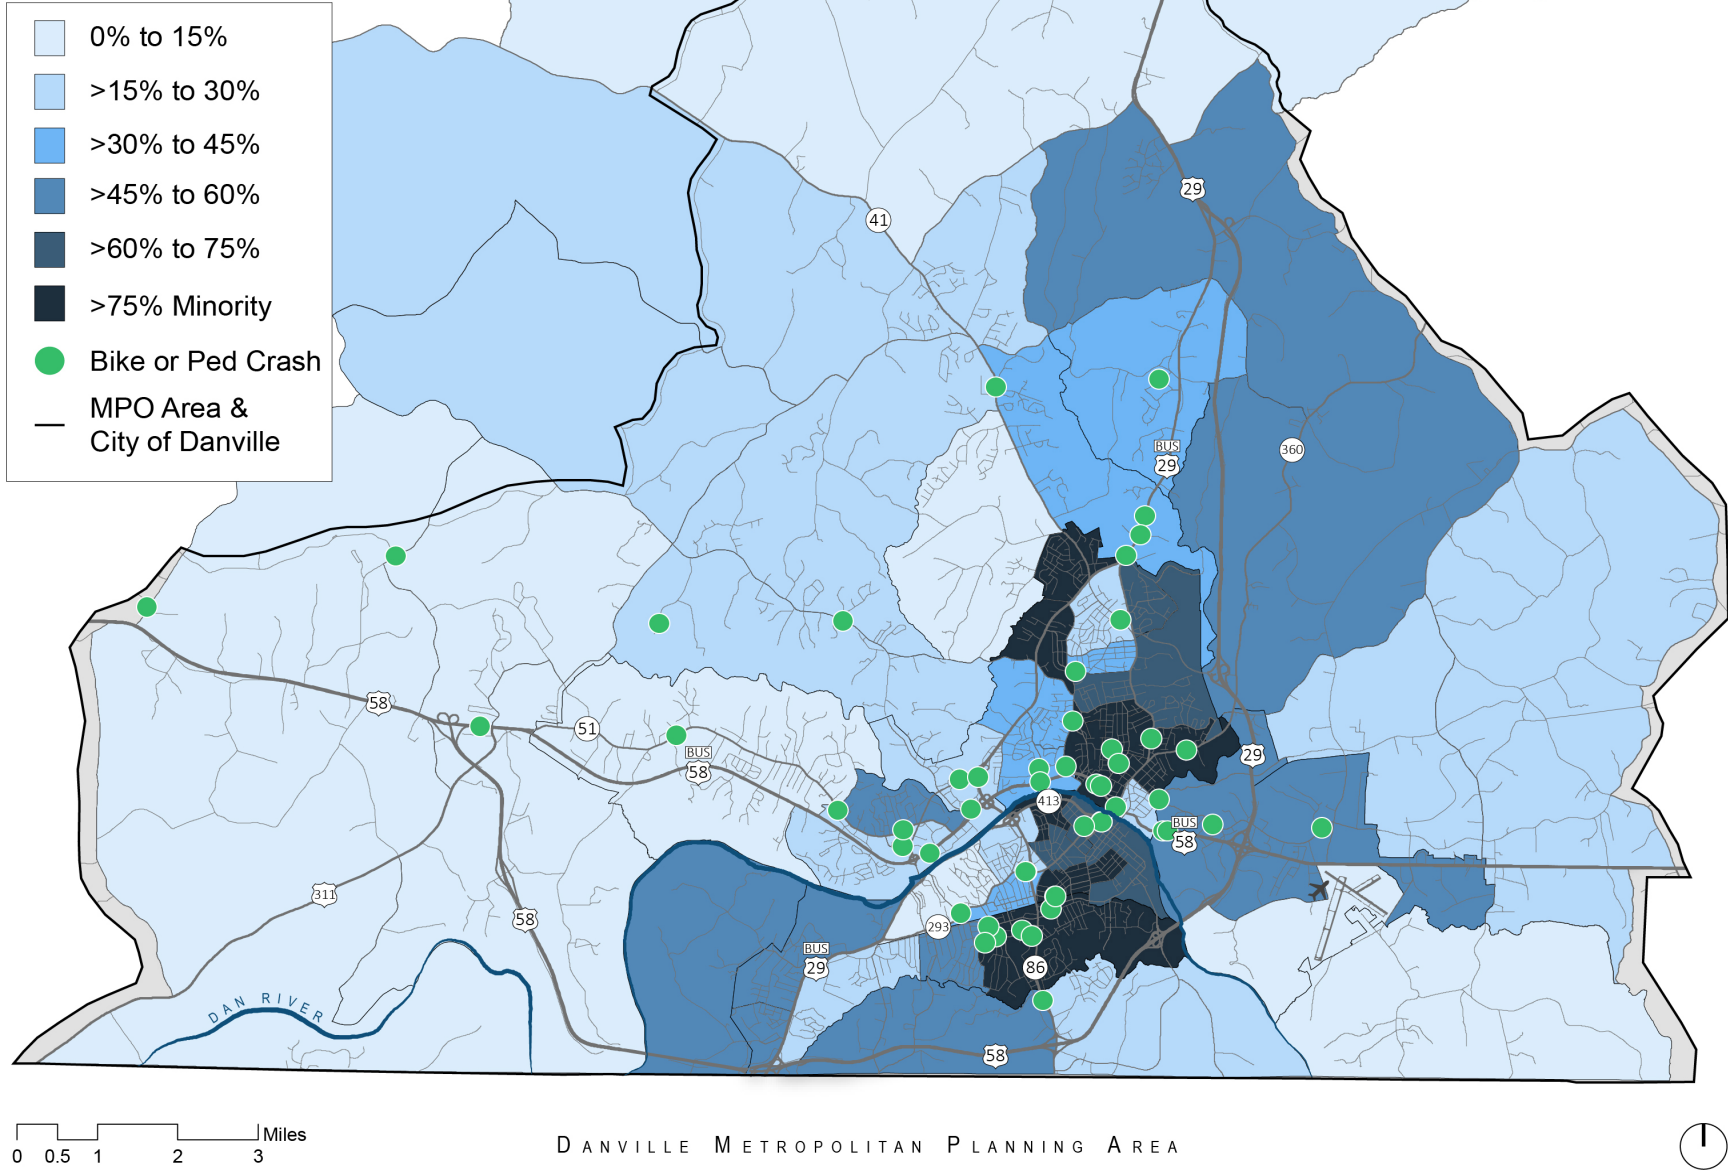 0% to 15%
>15% to 30%
>30% to 45%
>45% to 60%
>60% to 75%
>75% Minority
Bike or Ped Crash
MPO Area &
City of Danville
29
41
BUS
29
360
58
51
BUS
58
29
413
BUS
58
311
58
293
BUS
29
86
DAN RIVER
58
Miles
0 0.5 1 2 3
DANVILLE METROPOLITAN PLANNING AREA